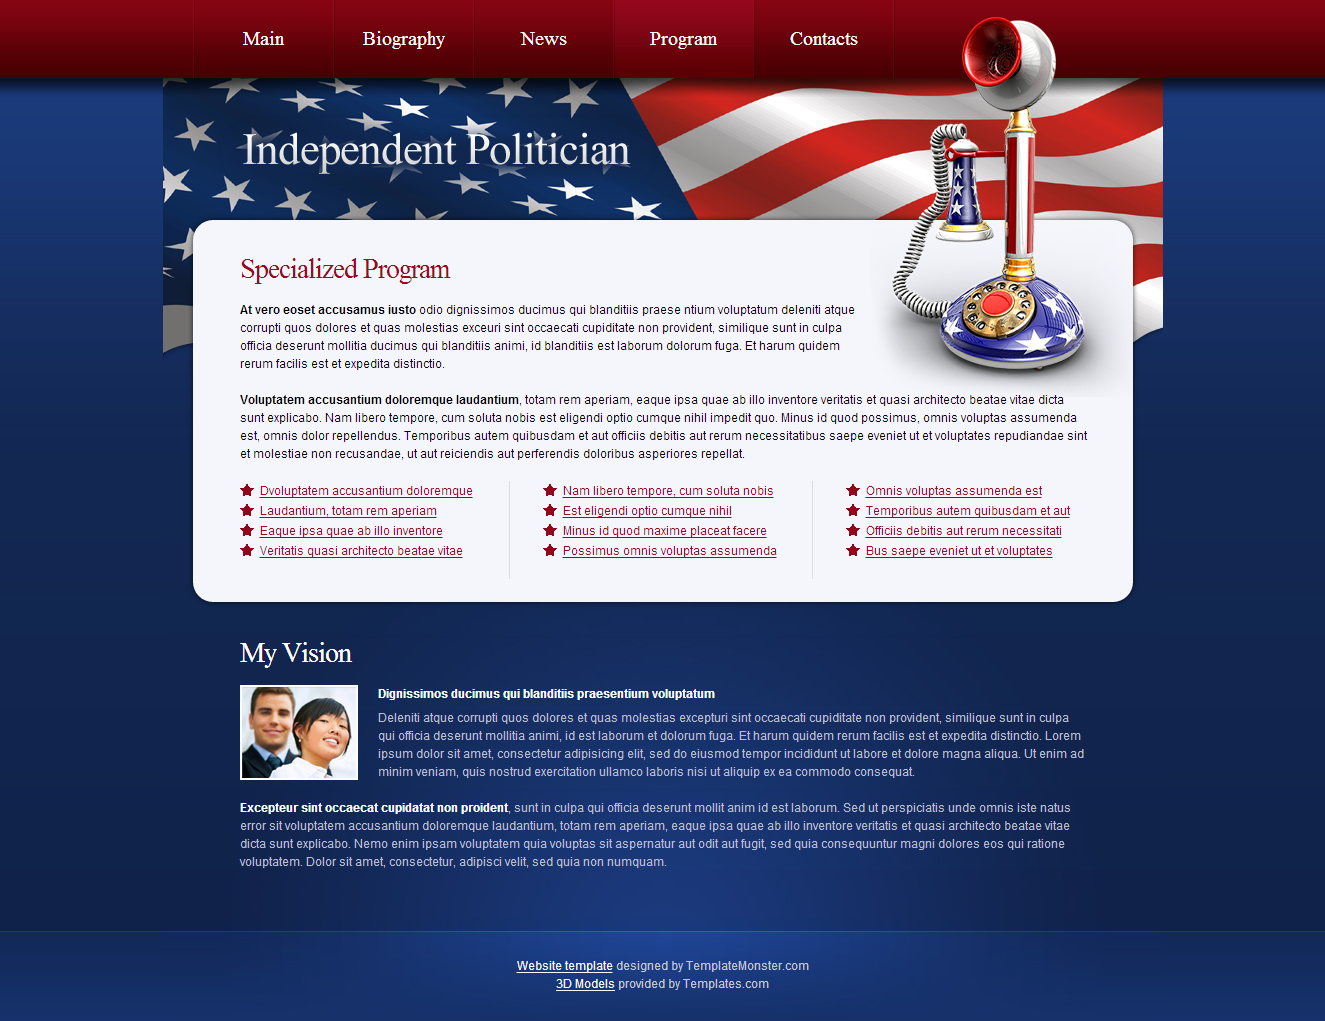 Main Biography News Program Contacts
Independent Politician
Specialized Program
At vero eoset accusamus iusto odio dignissimos ducimus qui blanditiis praese ntium voluptatum deleniti atque
corrupti quos dolores et quas molestias exceuri sint occaecati cupiditate non provident, similique sunt in culpa
officia deserunt mollitia ducimus qui blanditiis animi, id blanditiis est laborum dolorum fuga. Et harum quidem
rerum facilis est et expedita distinctio.
Voluptatem accusantium doloremque laudantium, totam rem aperiam, eaque ipsa quae ab illo inventore veritatis et quasi architecto beatae vitae dicta
sunt explicabo. Nam libero tempore, cum soluta nobis est eligendi optio cumque nihil impedit quo. Minus id quod possimus, omnis voluptas assumenda
est, omnis dolor repellendus. Temporibus autem quibusdam et aut officiis debitis aut rerum necessitatibus saepe eveniet ut et voluptates repudiandae sint
et molestiae non recusandae, ut aut reiciendis aut perferendis doloribus asperiores repellat.
Dvoluptatem accusantium doloremque
Laudantium, totam rem aperiam
Eaque ipsa quae ab illo inventore
Veritatis quasi architecto beatae vitae
Nam libero tempore, cum soluta nobis
Est eligendi optio cumque nihil
Minus id quod maxime placeat facere
Possimus omnis voluptas assumenda
Omnis voluptas assumenda est
Temporibus autem quibusdam et aut
Officiis debitis aut rerum necessitati
Bus saepe eveniet ut et voluptates
My Vision
Dignissimos ducimus qui blanditiis praesentium voluptatum
Deleniti atque corrupti quos dolores et quas molestias excepturi sint occaecati cupiditate non provident, similique sunt in culpa
qui officia deserunt mollitia animi, id est laborum et dolorum fuga. Et harum quidem rerum facilis est et expedita distinctio. Lorem
ipsum dolor sit amet, consectetur adipisicing elit, sed do eiusmod tempor incididunt ut labore et dolore magna aliqua. Ut enim ad
minim veniam, quis nostrud exercitation ullamco laboris nisi ut aliquip ex ea commodo consequat.
Excepteur sint occaecat cupidatat non proident, sunt in culpa qui officia deserunt mollit anim id est laborum. Sed ut perspiciatis unde omnis iste natus
error sit voluptatem accusantium doloremque laudantium, totam rem aperiam, eaque ipsa quae ab illo inventore veritatis et quasi architecto beatae vitae
dicta sunt explicabo. Nemo enim ipsam voluptatem quia voluptas sit aspernatur aut odit aut fugit, sed quia consequuntur magni dolores eos qui ratione
voluptatem. Dolor sit amet, consectetur, adipisci velit, sed quia non numquam.
Website template designed by TemplateMonster.com
3D Models provided by Templates.com